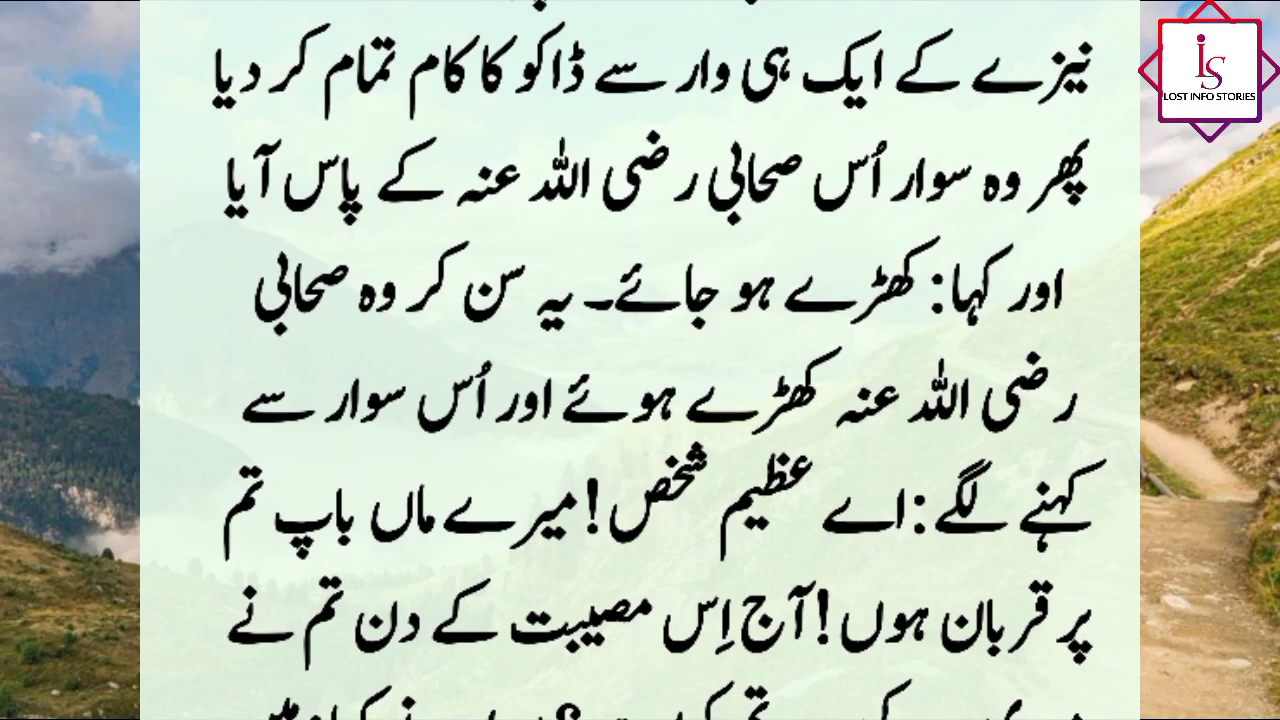 نیزے کے ایک ہی وار سے ڈاکو کا کام تمام کر دیا
پھر وہ سوار اُس صحابی رضی اللہ عنہ کے پاس آیا
اور کہا: کھڑے ہو جائے۔ یہ سن کر وہ صحابی
رضی اللہ عنہ کھڑے ہوئے اور اُس سوار سے
کہنے لگے: اے عظیم شخص! میرے ماں باپ تم
پر قربان ہوں! آج اِس مصیبت کے دن تم نے
LS
LOST INFO STORIES